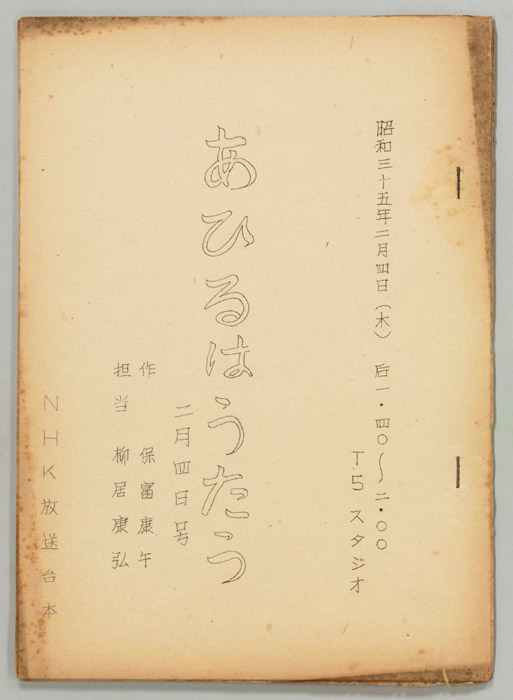 昭和三十五年二月四日(木) 后一・四〇〜二・〇〇
T5スタジオ
あひるはうたう
二月四日号
作 保富康午
担当 柳居康弘
NHK放送台本